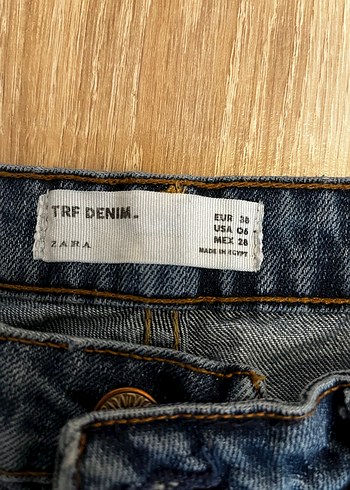 TRF DENIM.
ZARA
EUR 38
USA 06
MEX 28
MADE IN EGYPT